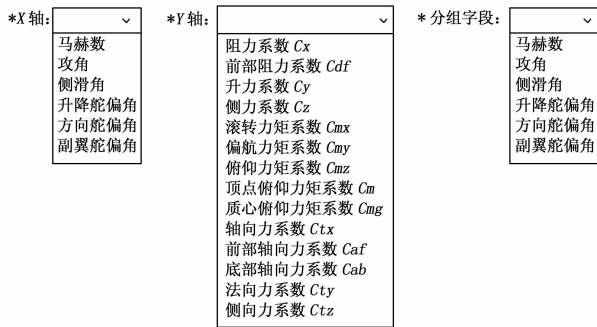 *X轴：
马赫数
攻角
侧滑角
升降舵偏角
方向舵偏角
副翼舵偏角
*Y轴：
阻力系数 Cx
前部阻力系数 Cdf
升力系数 Cy
侧力系数 Cz
滚转力矩系数 Cmx
偏航力矩系数 Cmy
俯仰力矩系数 Cmz
顶点俯仰力矩系数 Cm
质心俯仰力矩系数 Cmg
轴向力系数 Ctx
前部轴向力系数 Caf
底部轴向力系数 Cab
法向力系数 Cty
侧向力系数 Ctz
*分组字段：
马赫数
攻角
侧滑角
升降舵偏角
方向舵偏角
副翼舵偏角